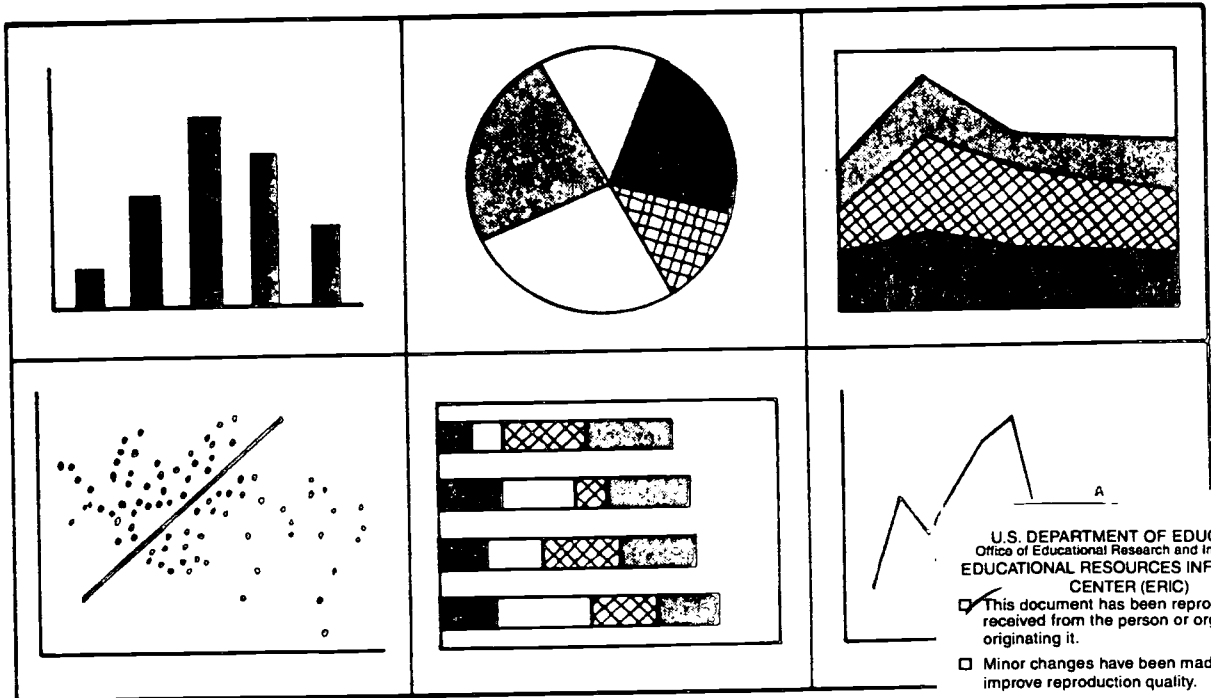 A
U.S. DEPARTMENT OF EDUC
Office of Educational Research and
EDUCATIONAL RESOURCES INF
CENTER (ERIC)
☐ This document has been repro
received from the person or org
originating it.
☐ Minor changes have been mad
improve reproduction quality.